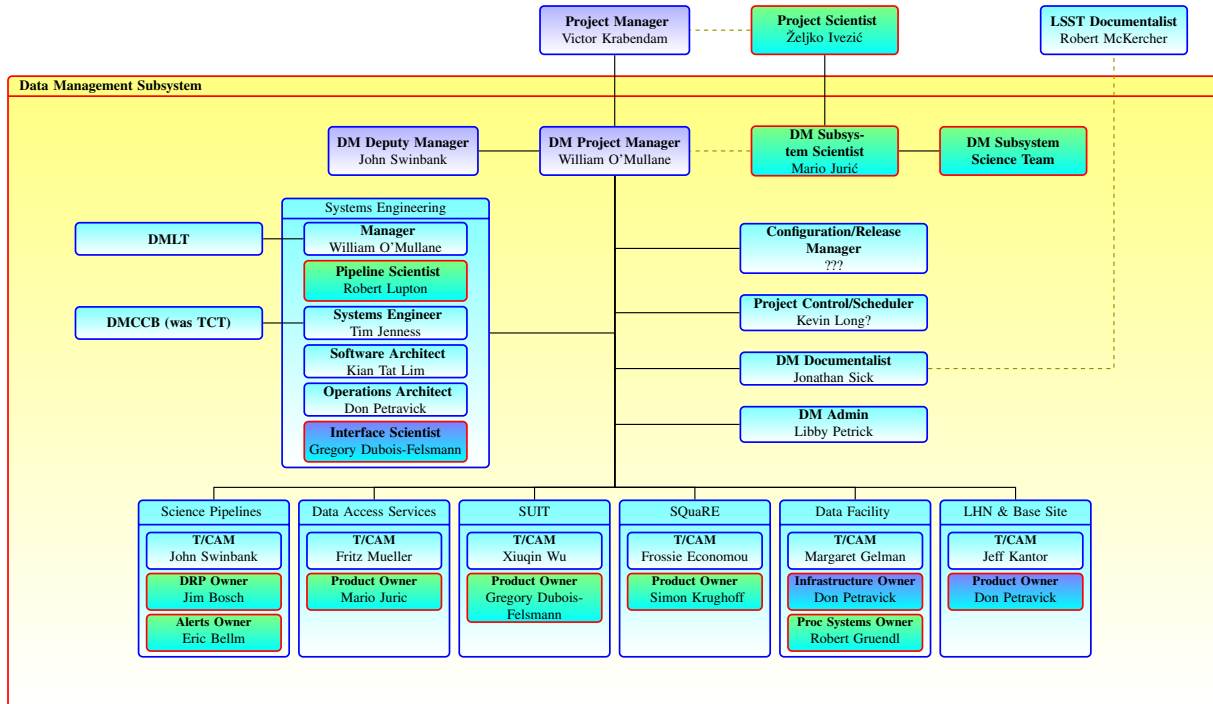 Project Manager
Victor Krabendam
Project Scientist
Željko Ivezić
LSST Documentalist
Robert McKercher
Data Management Subsystem
DM Deputy Manager
John Swinbank
DM Project Manager
William O'Mullane
DM Subsys-
tem Scientist
Mario Jurić
DM Subsystem
Science Team
Systems Engineering
DMLT
Manager
William O'Mullane
Pipeline Scientist
Robert Lupton
DMCCB (was TCT)
Systems Engineer
Tim Jenness
Software Architect
Kian Tat Lim
Operations Architect
Don Petravick
Interface Scientist
Gregory Dubois-Felsmann
Configuration/Release
Manager
???
Project Control/Scheduler
Kevin Long?
DM Documentalist
Jonathan Sick
DM Admin
Libby Petrick
Science Pipelines
T/CAM
John Swinbank
DRP Owner
Jim Bosch
Alerts Owner
Eric Bellm
Data Access Services
T/CAM
Fritz Mueller
Product Owner
Mario Juric
SUIT
T/CAM
Xiuqin Wu
Product Owner
Gregory Dubois-
Felsmann
SQuaRE
T/CAM
Frossie Economou
Product Owner
Simon Krughoff
Data Facility
T/CAM
Margaret Gelman
Infrastructure Owner
Don Petravick
Proc Systems Owner
Robert Gruendl
LHN & Base Site
T/CAM
Jeff Kantor
Product Owner
Don Petravick